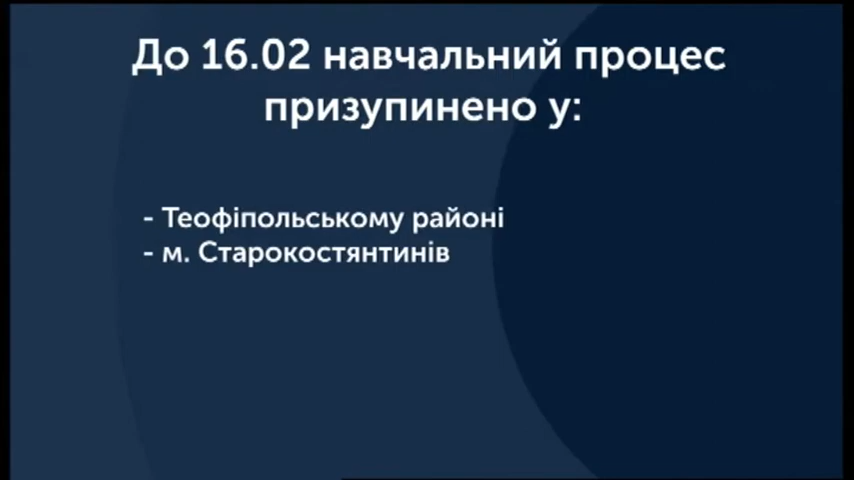 До 16.02 навчальний процес
призупинено у:
- Теофіпольському районі
- м. Старокостянтинів